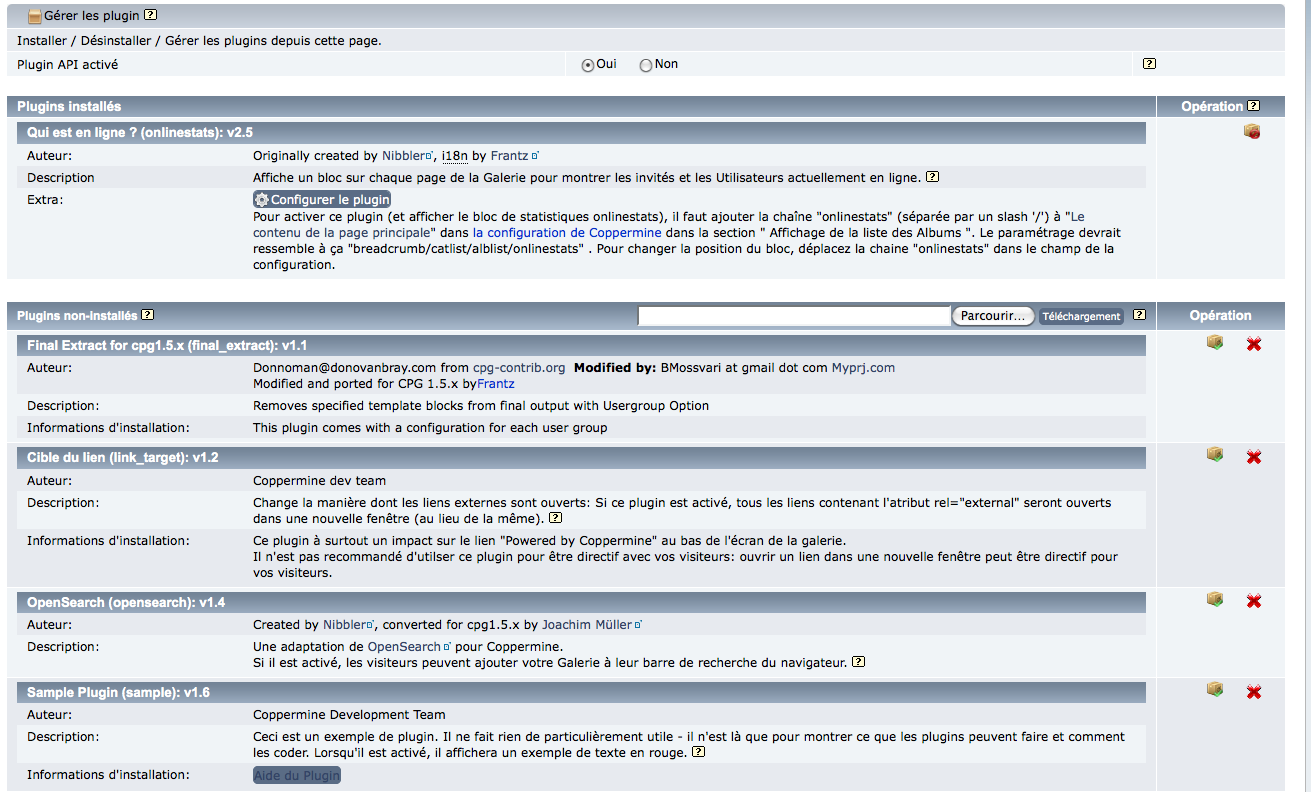 Gérer les plugin ?
Installer / Désinstaller / Gérer les plugins depuis cette page.
Plugin API activé Oui Non ?
Plugins installés Opération ?
Qui est en ligne ? (onlinestats): v2.5
Auteur: Originally created by Nibbler, i18n by Frantz
Description Affiche un bloc sur chaque page de la Galerie pour montrer les invités et les Utilisateurs actuellement en ligne. ?
Extra: Configurer le plugin
Pour activer ce plugin (et afficher le bloc de statistiques onlinestats), il faut ajouter la chaîne "onlinestats" (séparée par un slash '/') à "Le
contenu de la page principale" dans la configuration de Coppermine dans la section " Affichage de la liste des Albums ". Le paramétrage devrait
ressemble à ça "breadcrumb/catlist/alblist/onlinestats" . Pour changer la position du bloc, déplacez la chaine "onlinestats" dans le champ de la
configuration.
Plugins non-installés ? Parcourir... Téléchargement ? Opération
Final Extract for cpg1.5.x (final_extract): v1.1
Auteur: Donnoman@donovanbray.com from cpg-contrib.org Modified by: BMossvari at gmail dot com Myprj.com
Modified and ported for CPG 1.5.x byFrantz
Description: Removes specified template blocks from final output with Usergroup Option
Informations d'installation: This plugin comes with a configuration for each user group
Cible du lien (link_target): v1.2
Auteur: Coppermine dev team
Description: Change la manière dont les liens externes sont ouverts: Si ce plugin est activé, tous les liens contenant l'atribut rel="external" seront ouverts
dans une nouvelle fenêtre (au lieu de la même). ?
Informations d'installation: Ce plugin à surtout un impact sur le lien "Powered by Coppermine" au bas de l'écran de la galerie.
Il n'est pas recommandé d'utilser ce plugin pour être directif avec vos visiteurs: ouvrir un lien dans une nouvelle fenêtre peut être directif pour
vos visiteurs.
OpenSearch (opensearch): v1.4
Auteur: Created by Nibbler, converted for cpg1.5.x by Joachim Müller
Description: Une adaptation de OpenSearch pour Coppermine.
Si il est activé, les visiteurs peuvent ajouter votre Galerie à leur barre de recherche du navigateur. ?
Sample Plugin (sample): v1.6
Auteur: Coppermine Development Team
Description: Ceci est un exemple de plugin. Il ne fait rien de particulièrement utile - il n'est là que pour montrer ce que les plugins peuvent faire et comment
les coder. Lorsqu'il est activé, il affichera un exemple de texte en rouge. ?
Informations d'installation: Aide du Plugin